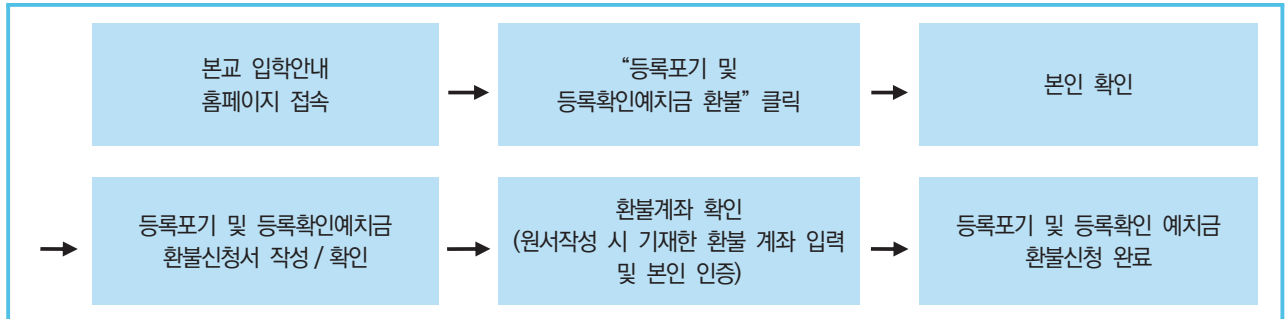 본교 입학안내
홈페이지 접속
“등록포기 및
등록확인예치금 환불” 클릭
본인 확인
등록포기 및 등록확인예치금
환불신청서 작성 / 확인
환불계좌 확인
(원서작성 시 기재한 환불 계좌 입력
및 본인 인증)
등록포기 및 등록확인 예치금
환불신청 완료